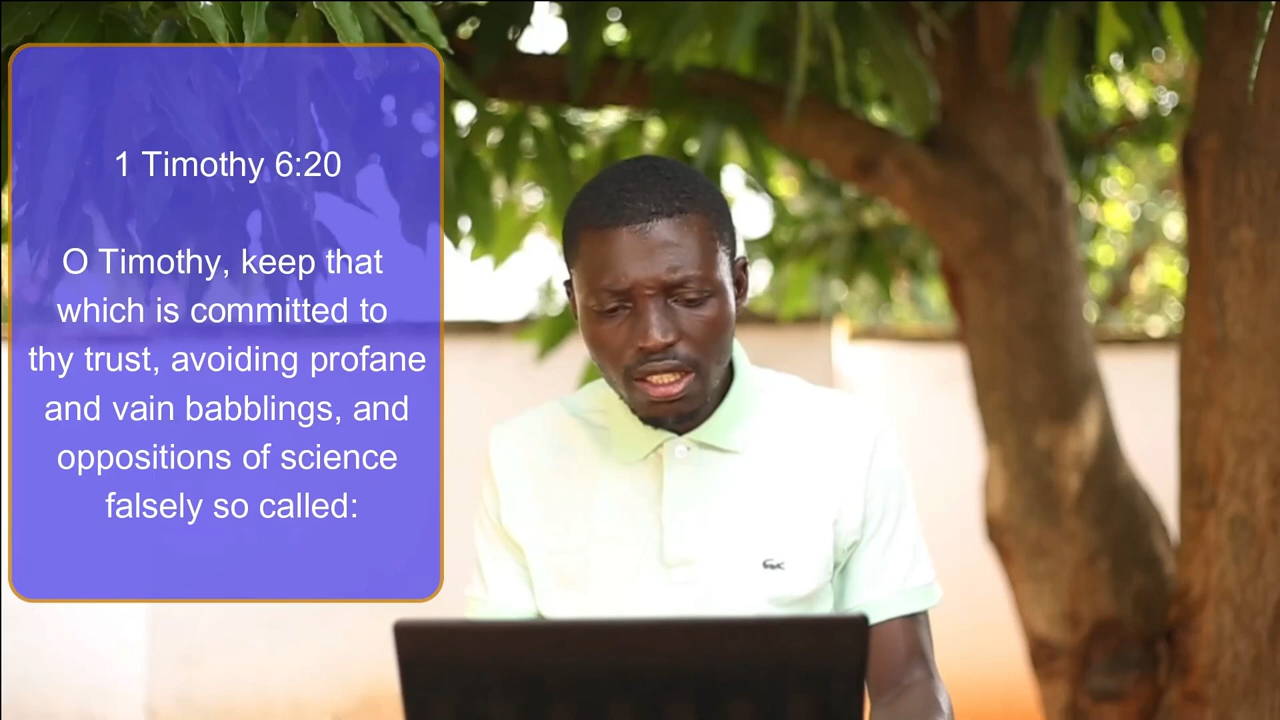 1 Timothy 6:20
O Timothy, keep that
which is committed to
thy trust, avoiding profane
and vain babblings, and
oppositions of science
falsely so called: